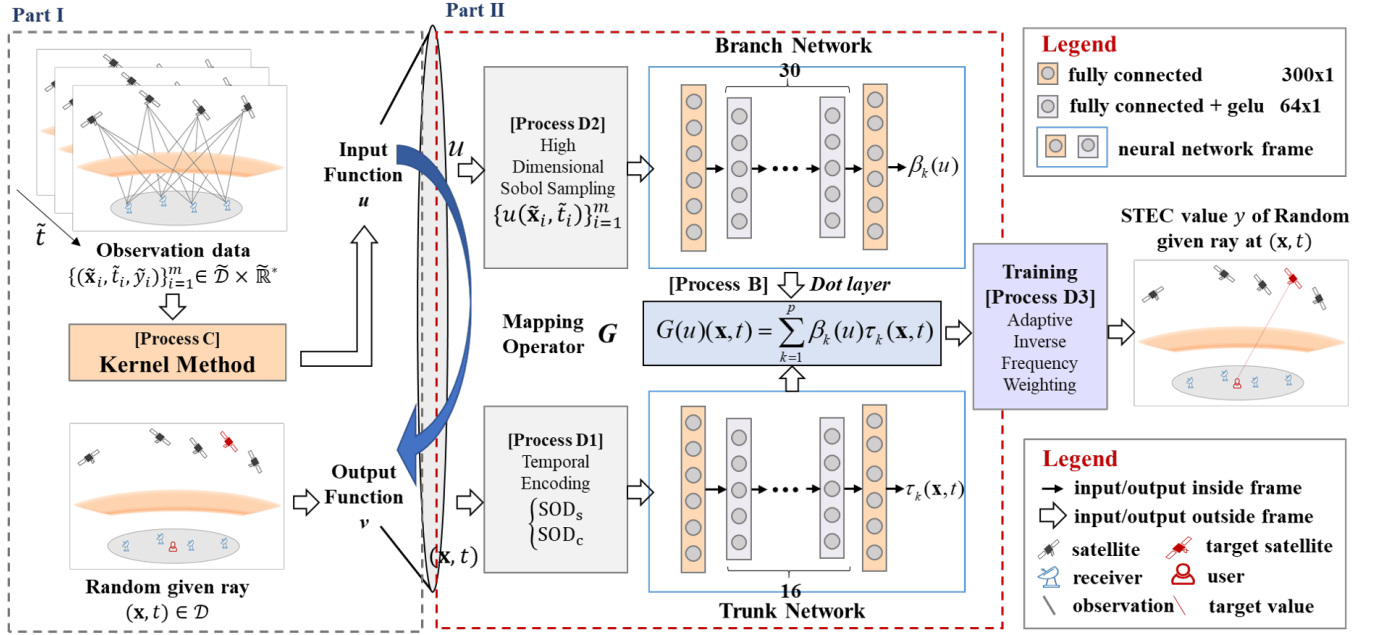 Part I
Part II
t̃
Observation data
{(x̃ᵢ, t̃ᵢ, ỹᵢ)}ᵢ₌₁ᵐ ∈ D̃ × ℝ̃*
[Process C]
Kernel Method
Random given ray
(x, t) ∈ D
Input
Function
u
Output
Function
v
u
(x, t)
[Process D2]
High
Dimensional
Sobol Sampling
{u(x̃ᵢ, t̃ᵢ)}ᵢ₌₁ᵐ
Branch Network
30
βₖ(u)
[Process B]
Dot layer
Mapping
Operator G
G(u)(x, t) = ∑ₖ₌₁ᵖ βₖ(u)τₖ(x, t)
[Process D1]
Temporal
Encoding
{SODₛ
SOD꜀
τₖ(x, t)
16
Trunk Network
Training
[Process D3]
Adaptive
Inverse
Frequency
Weighting
Legend
fully connected 300x1
fully connected + gelu 64x1
neural network frame
STEC value y of Random
given ray at (x, t)
Legend
input/output inside frame
input/output outside frame
satellite target satellite
receiver user
observation target value